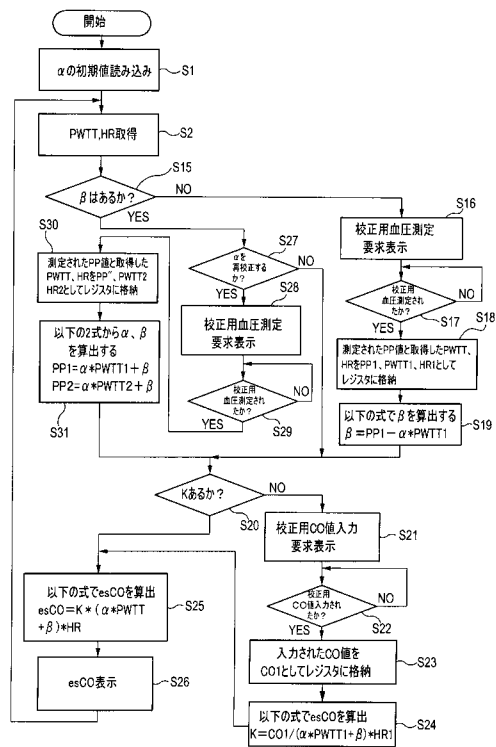 開始
αの初期値読み込み
S1
PWTT,HR取得
S2
S15
βはあるか?
NO
YES
S16
校正用血圧測定
要求表示
校正用
血圧測定され
たか?
NO
S17
YES
S18
測定されたPP値と取得したPWTT、
HRをPP1、PWTT1、HR1として
レジスタに格納
以下の式でβを算出する
β=PP1-α*PWTT1
S19
S27
αを
再校正する
か?
NO
YES
S28
校正用血圧測定
要求表示
校正用
血圧測定され
たか?
NO
YES
S29
S30
測定されたPP値と取得した
PWTT、HRをPP"、PWTT2
HR2としてレジスタに格納
以下の2式からα、β
を算出する
PP1=α*PWTT1+β
PP2=α*PWTT2+β
S31
Kあるか?
NO
S20
YES
校正用CO値入力
要求表示
S21
校正用
CO値入力され
たか?
NO
S22
YES
入力されたCO値を
CO1としてレジスタに格納
S23
以下の式でesCOを算出
K=CO1/(α*PWTT1+β)*HR1
S24
以下の式でesCOを算出
esCO=K*(α*PWTT
+β)*HR
S25
esCO表示
S26